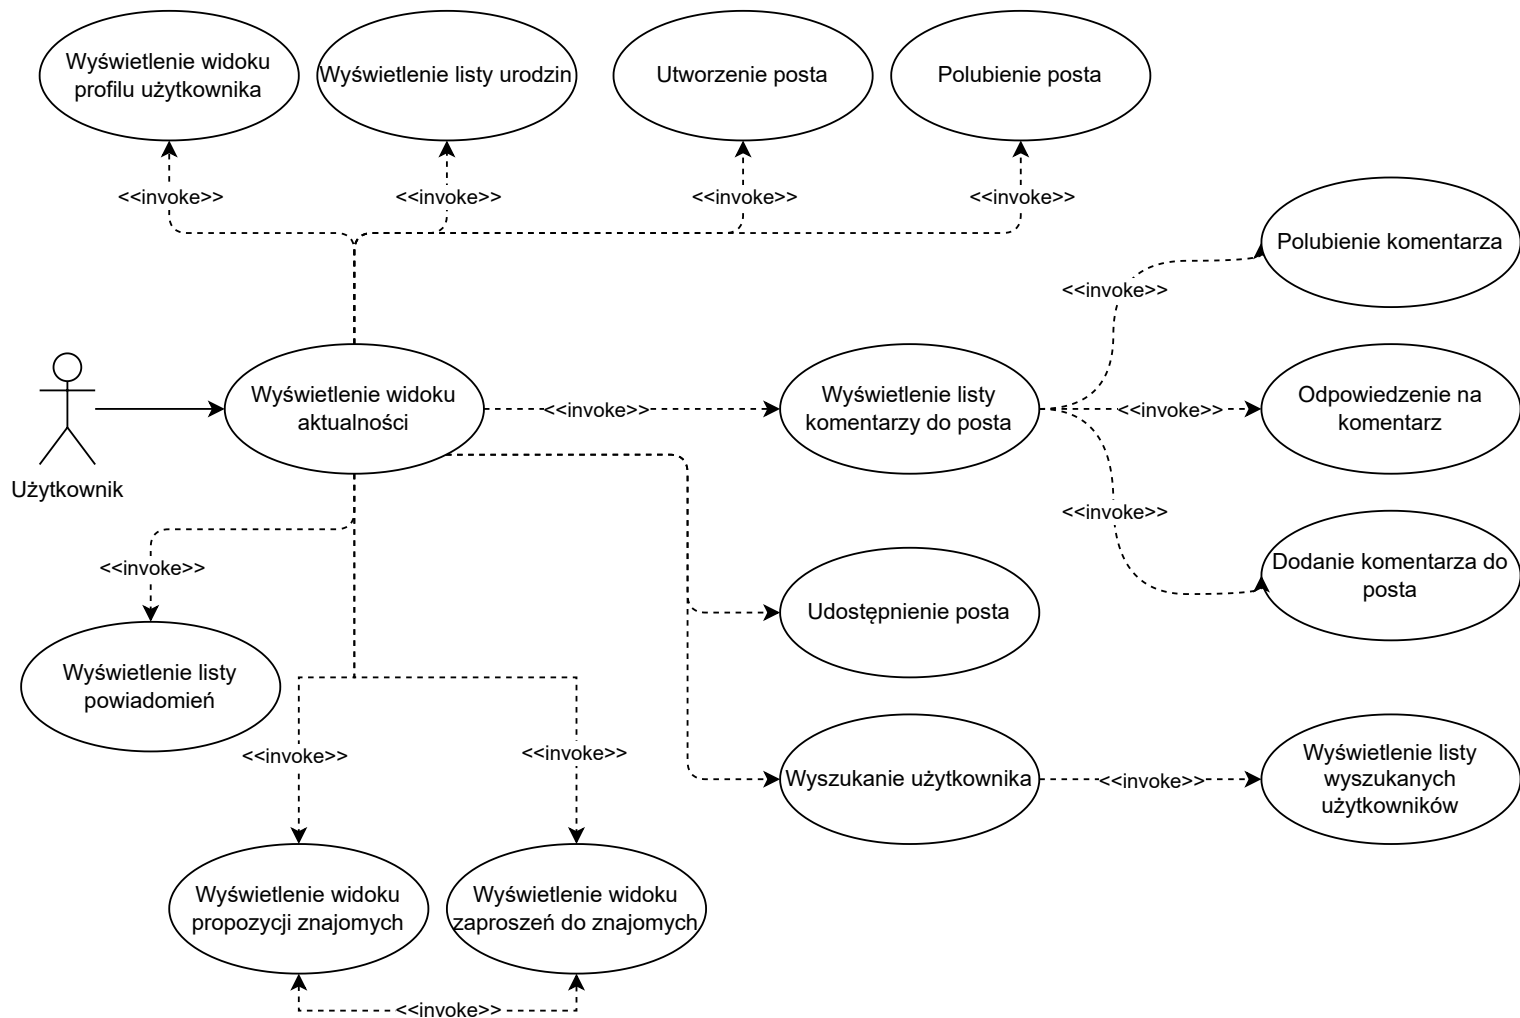 Wyświetlenie widoku
profilu użytkownika
Wyświetlenie listy urodzin
Utworzenie posta
Polubienie posta
<<invoke>>
<<invoke>>
<<invoke>>
<<invoke>>
Polubienie komentarza
<<invoke>>
Użytkownik
Wyświetlenie widoku
aktualności
<<invoke>>
Wyświetlenie listy
komentarzy do posta
<<invoke>>
Odpowiedzenie na
komentarz
<<invoke>>
Dodanie komentarza do
posta
<<invoke>>
Wyświetlenie listy
powiadomień
Udostępnienie posta
<<invoke>>
<<invoke>>
Wyszukanie użytkownika
<<invoke>>
Wyświetlenie listy
wyszukanych
użytkowników
Wyświetlenie widoku
propozycji znajomych
Wyświetlenie widoku
zaproszeń do znajomych
<<invoke>>